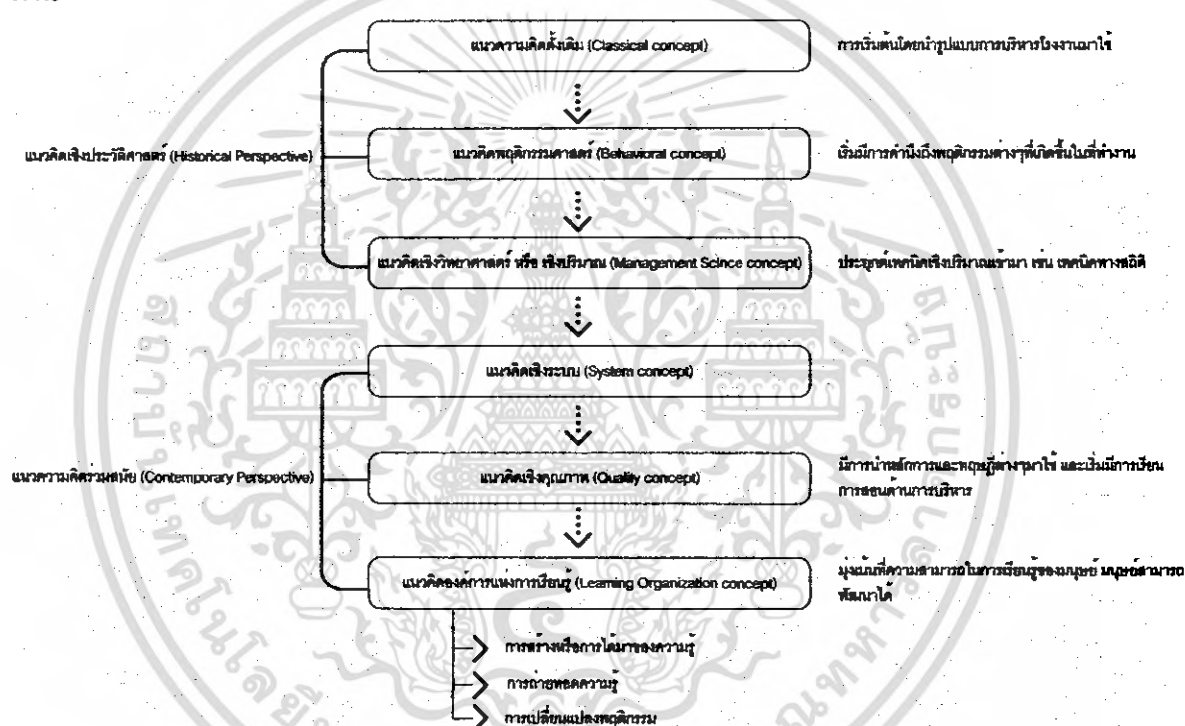 แนวความคิดดั้งเดิม (Classical concept)
การเริ่มต้นโดยนำรูปแบบการบริหารโรงงานมาใช้
แนวคิดเชิงประวัติศาสตร์ (Historical Perspective)
แนวคิดพฤติกรรมศาสตร์ (Behavioral concept)
เริ่มมีการคำนึงถึงพฤติกรรมต่างๆที่เกิดขึ้นในที่ทำงาน
แนวคิดเชิงวิทยาศาสตร์ หรือ เชิงปริมาณ (Management Scince concept)
ประยุกต์เทคนิคเชิงปริมาณเข้ามา เช่น เทคนิคทางสถิติ
แนวคิดเชิงระบบ (System concept)
แนวความคิดร่วมสมัย (Contemporary Perspective)
แนวคิดเชิงคุณภาพ (Quality concept)
มีการนำหลักการและทฤษฎีต่างๆมาใช้ และเริ่มมีการเรียน
การสอนด้านการบริหาร
แนวคิดองค์การแห่งการเรียนรู้ (Learning Organization concept)
มุ่งเน้นที่ความสามารถในการเรียนรู้ของมนุษย์ มนุษย์สามารถ
พัฒนาได้
การสร้างหรือการได้มาของความรู้
การถ่ายทอดความรู้
การเปลี่ยนแปลงพฤติกรรม